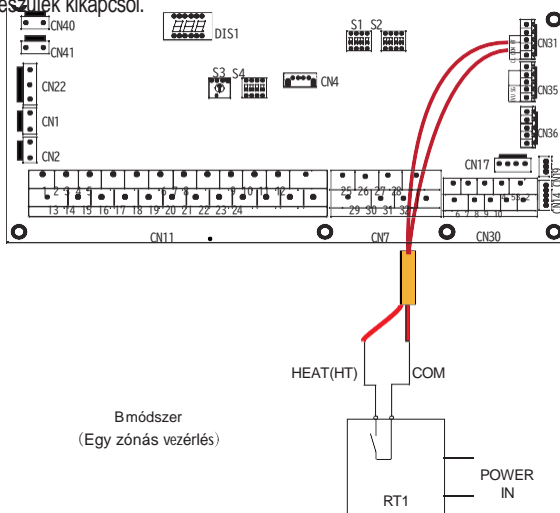 észülék kikapcsol.
CN40
DIS1
S1 S2
CN31
CN41
S3 S4
CN4
CN22
CN35
CN1
CN36
CN2
CN17
CN19
1 2 3 4 5 6 7 8 9 10 11 12
25 26 27 28
13 14 15 16 17 18 19 20 21 22 23 24
29 30 31 32
6 7 8 9 10
CN14
CN11
CN7
CN30
HEAT(HT)
COM
B módszer
(Egy zónás vezérlés)
POWER
IN
RT1